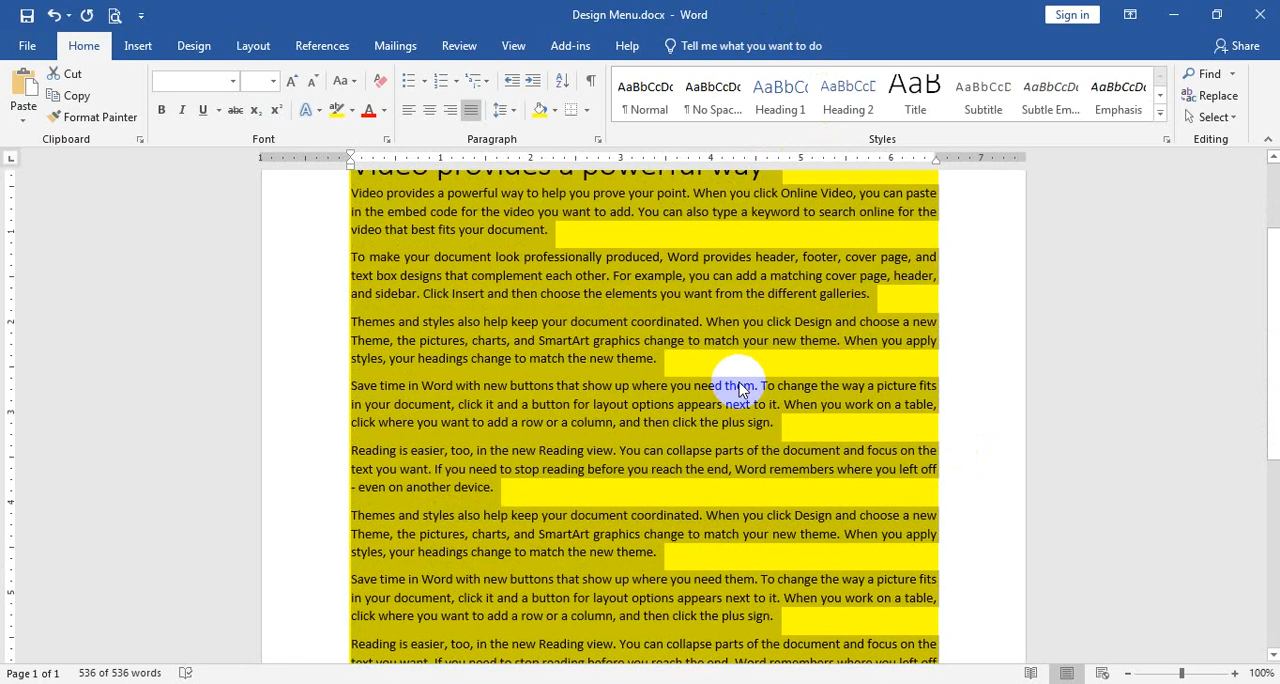 Design Menu.docx - Word
Sign in
File Home Insert Design Layout References Mailings Review View Add-ins Help Tell me what you want to do Share
Paste
Cut
Copy
Format Painter
Clipboard
Font
Paragraph
AaBbCcDc AaBbCcDc AaBbC AaBbCcD AaB AaBbCcD AaBbCcDc AaBbCcDc
¶ Normal ¶ No Spac... Heading 1 Heading 2 Title Subtitle Subtle Em... Emphasis
Styles
Find
Replace
Select
Editing
1 1 2 3 4 5 6 7
Video provides a powerful way
Video provides a powerful way to help you prove your point. When you click Online Video, you can paste
in the embed code for the video you want to add. You can also type a keyword to search online for the
video that best fits your document.
To make your document look professionally produced, Word provides header, footer, cover page, and
text box designs that complement each other. For example, you can add a matching cover page, header,
and sidebar. Click Insert and then choose the elements you want from the different galleries.
Themes and styles also help keep your document coordinated. When you click Design and choose a new
Theme, the pictures, charts, and SmartArt graphics change to match your new theme. When you apply
styles, your headings change to match the new theme.
Save time in Word with new buttons that show up where you need them. To change the way a picture fits
in your document, click it and a button for layout options appears next to it. When you work on a table,
click where you want to add a row or a column, and then click the plus sign.
Reading is easier, too, in the new Reading view. You can collapse parts of the document and focus on the
text you want. If you need to stop reading before you reach the end, Word remembers where you left off
- even on another device.
Themes and styles also help keep your document coordinated. When you click Design and choose a new
Theme, the pictures, charts, and SmartArt graphics change to match your new theme. When you apply
styles, your headings change to match the new theme.
Save time in Word with new buttons that show up where you need them. To change the way a picture fits
in your document, click it and a button for layout options appears next to it. When you work on a table,
click where you want to add a row or a column, and then click the plus sign.
Reading is easier, too, in the new Reading view. You can collapse parts of the document and focus on the
text you want. If you need to stop reading before you reach the end, Word remembers where you left off
Page 1 of 1 536 of 536 words 100%